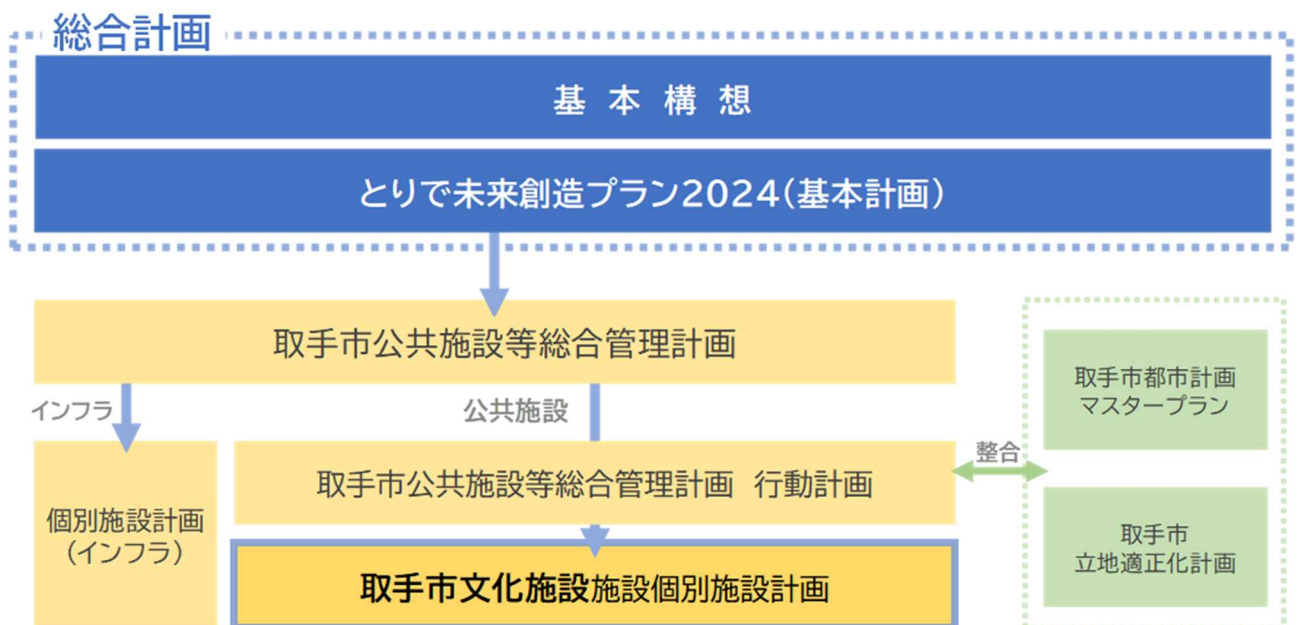 総合計画
基本構想
とりで未来創造プラン2024(基本計画)
取手市公共施設等総合管理計画
インフラ
公共施設
個別施設計画
(インフラ)
取手市公共施設等総合管理計画 行動計画
取手市文化施設施設個別施設計画
整合
取手市都市計画
マスタープラン
取手市
立地適正化計画